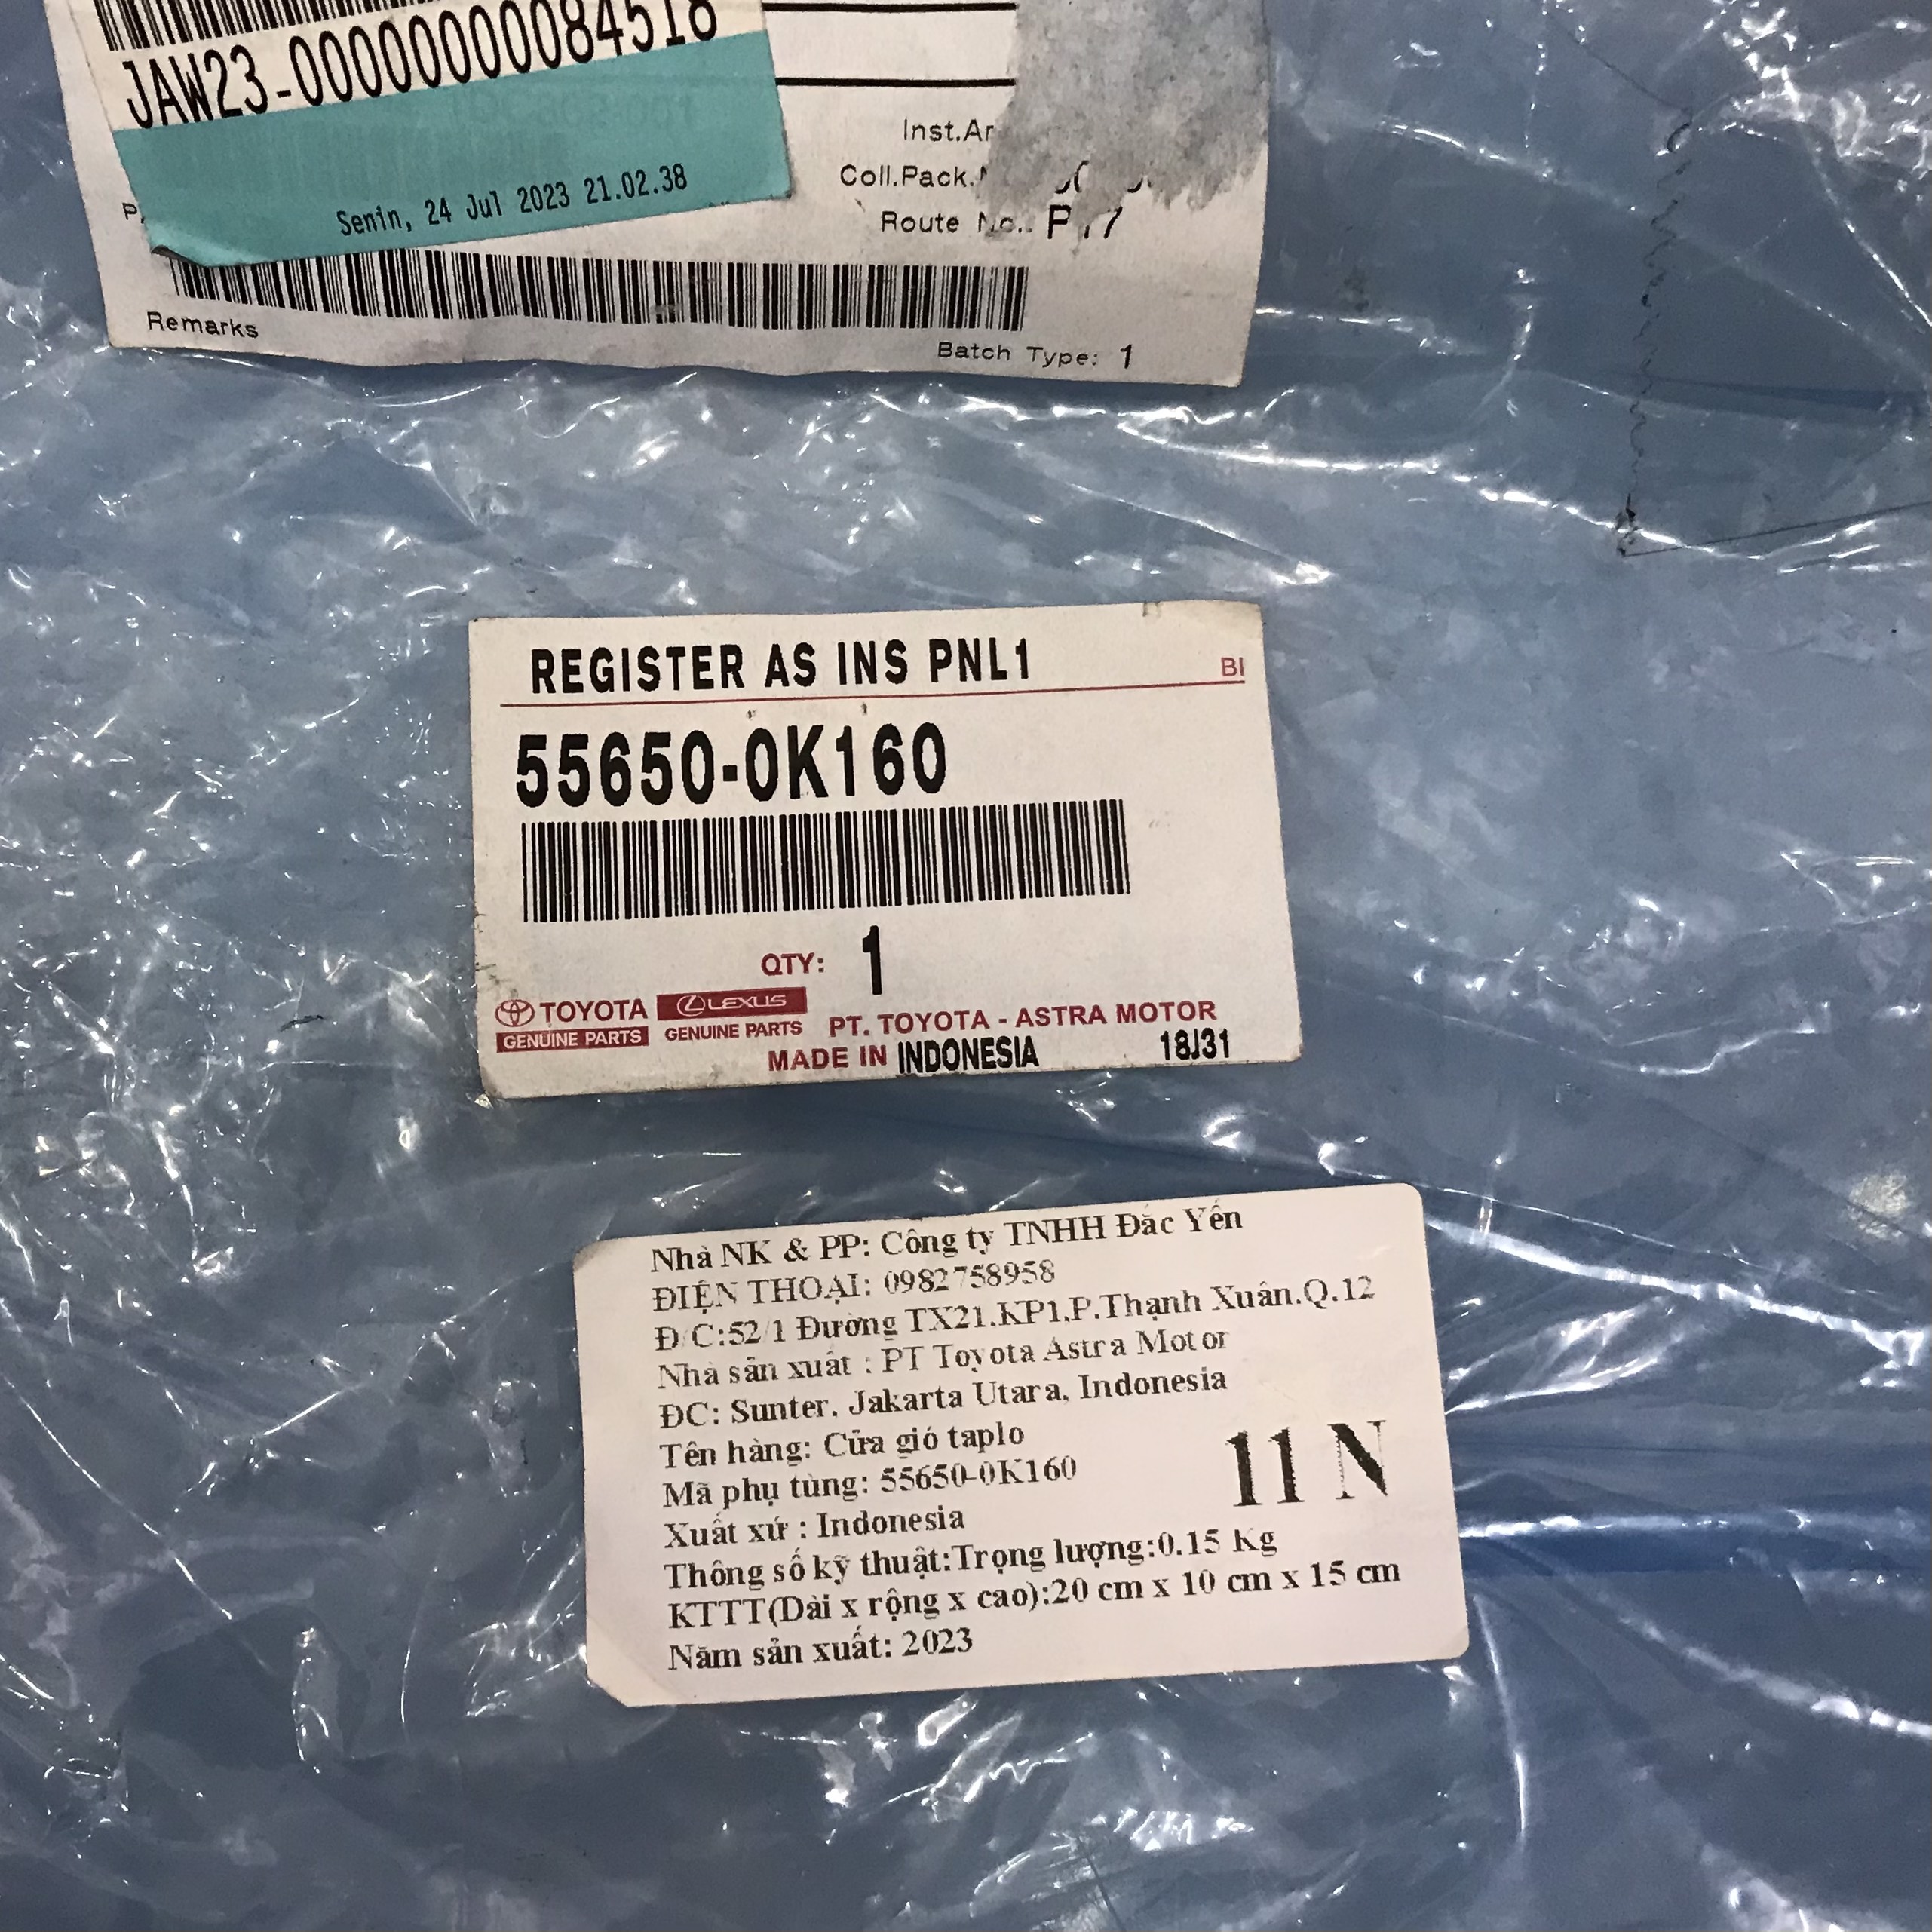 JAW23-00000000084518
Senin, 24 Jul 2023 21.02.38
Coll.Pack.
Route
Remarks
Batch Type: 1
REGISTER AS INS PNL1
BI
55650-0K160
QTY: 1
TOYOTA
GENUINE PARTS
LEXUS
GENUINE PARTS
PT. TOYOTA - ASTRA MOTOR
MADE IN INDONESIA
18J31
Nhà NK & PP: Công ty TNHH Đắc Yến
ĐIỆN THOẠI: 0982758958
Đ/C:52/1 Đường TX21.KP1.P.Thạnh Xuân.Q.12
Nhà sản xuất : PT Toyota Astra Motor
ĐC: Sunter. Jakarta Utara, Indonesia
Tên hàng: Cửa gió taplo
Mã phụ tùng: 55650-0K160
11 N
Xuất xứ : Indonesia
Thông số kỹ thuật:Trọng lượng:0.15 Kg
KTTT(Dài x rộng x cao):20 cm x 10 cm x 15 cm
Năm sản xuất: 2023